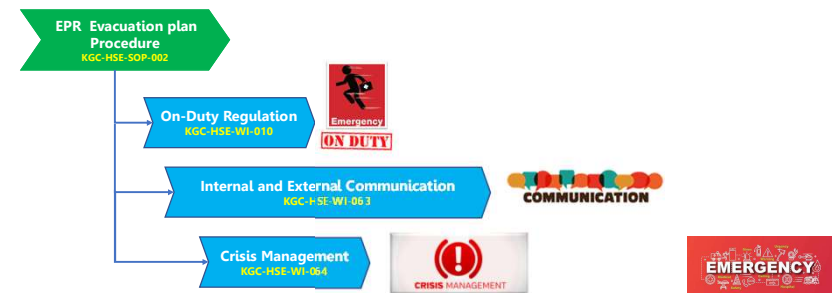 EPR Evacuation plan
Procedure
KGC-HSE-SOP-002
On-Duty Regulation
KGC-HSE-WI-010
Emergency
ON DUTY
Internal and External Communication
KGC-HSE-WI-063
COMMUNICATION
Crisis Management
KGC-HSE-WI-064
CRISIS MANAGEMENT
EMERGENCY